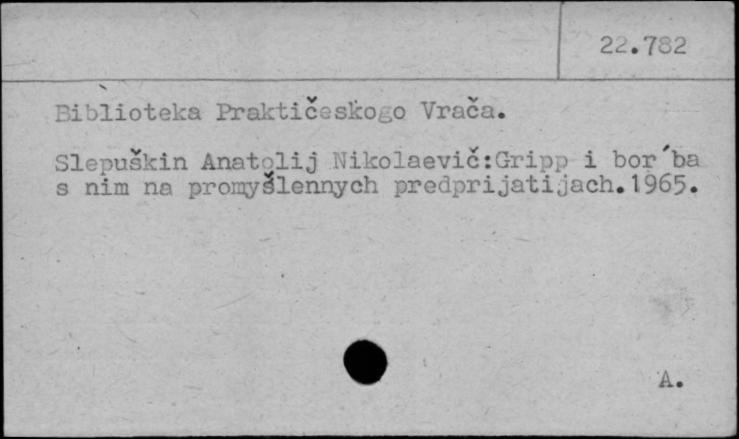 22.782
Biblioteka Praktičeskogo Vrača.
Slepuškin Anatolij Nikolaevič:Gripp i bor´ba
s nim na promyšlennych predprijatijach.1965.
A.